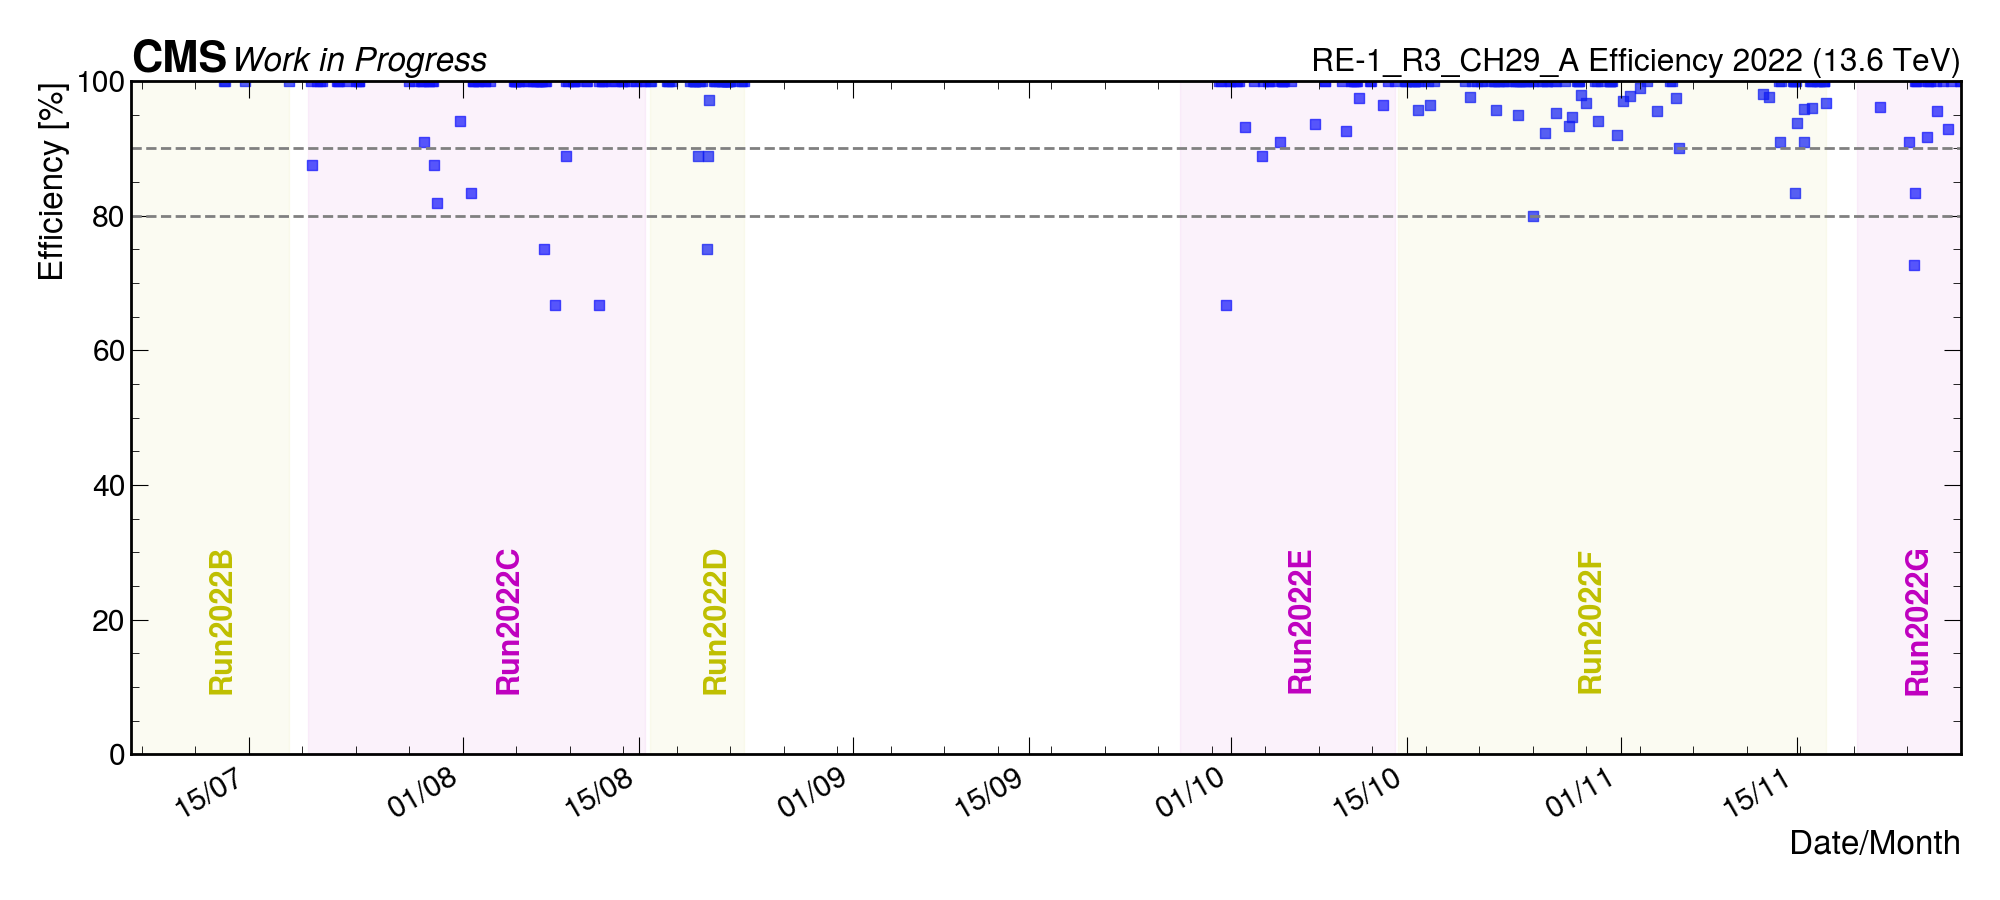 CMS Work in Progress
RE-1_R3_CH29_A Efficiency 2022 (13.6 TeV)
Efficiency [%]
100
80
60
40
20
0
Run2022B
Run2022C
Run2022D
Run2022E
Run2022F
Run2022G
15/07
01/08
15/08
01/09
15/09
01/10
15/10
01/11
15/11
Date/Month